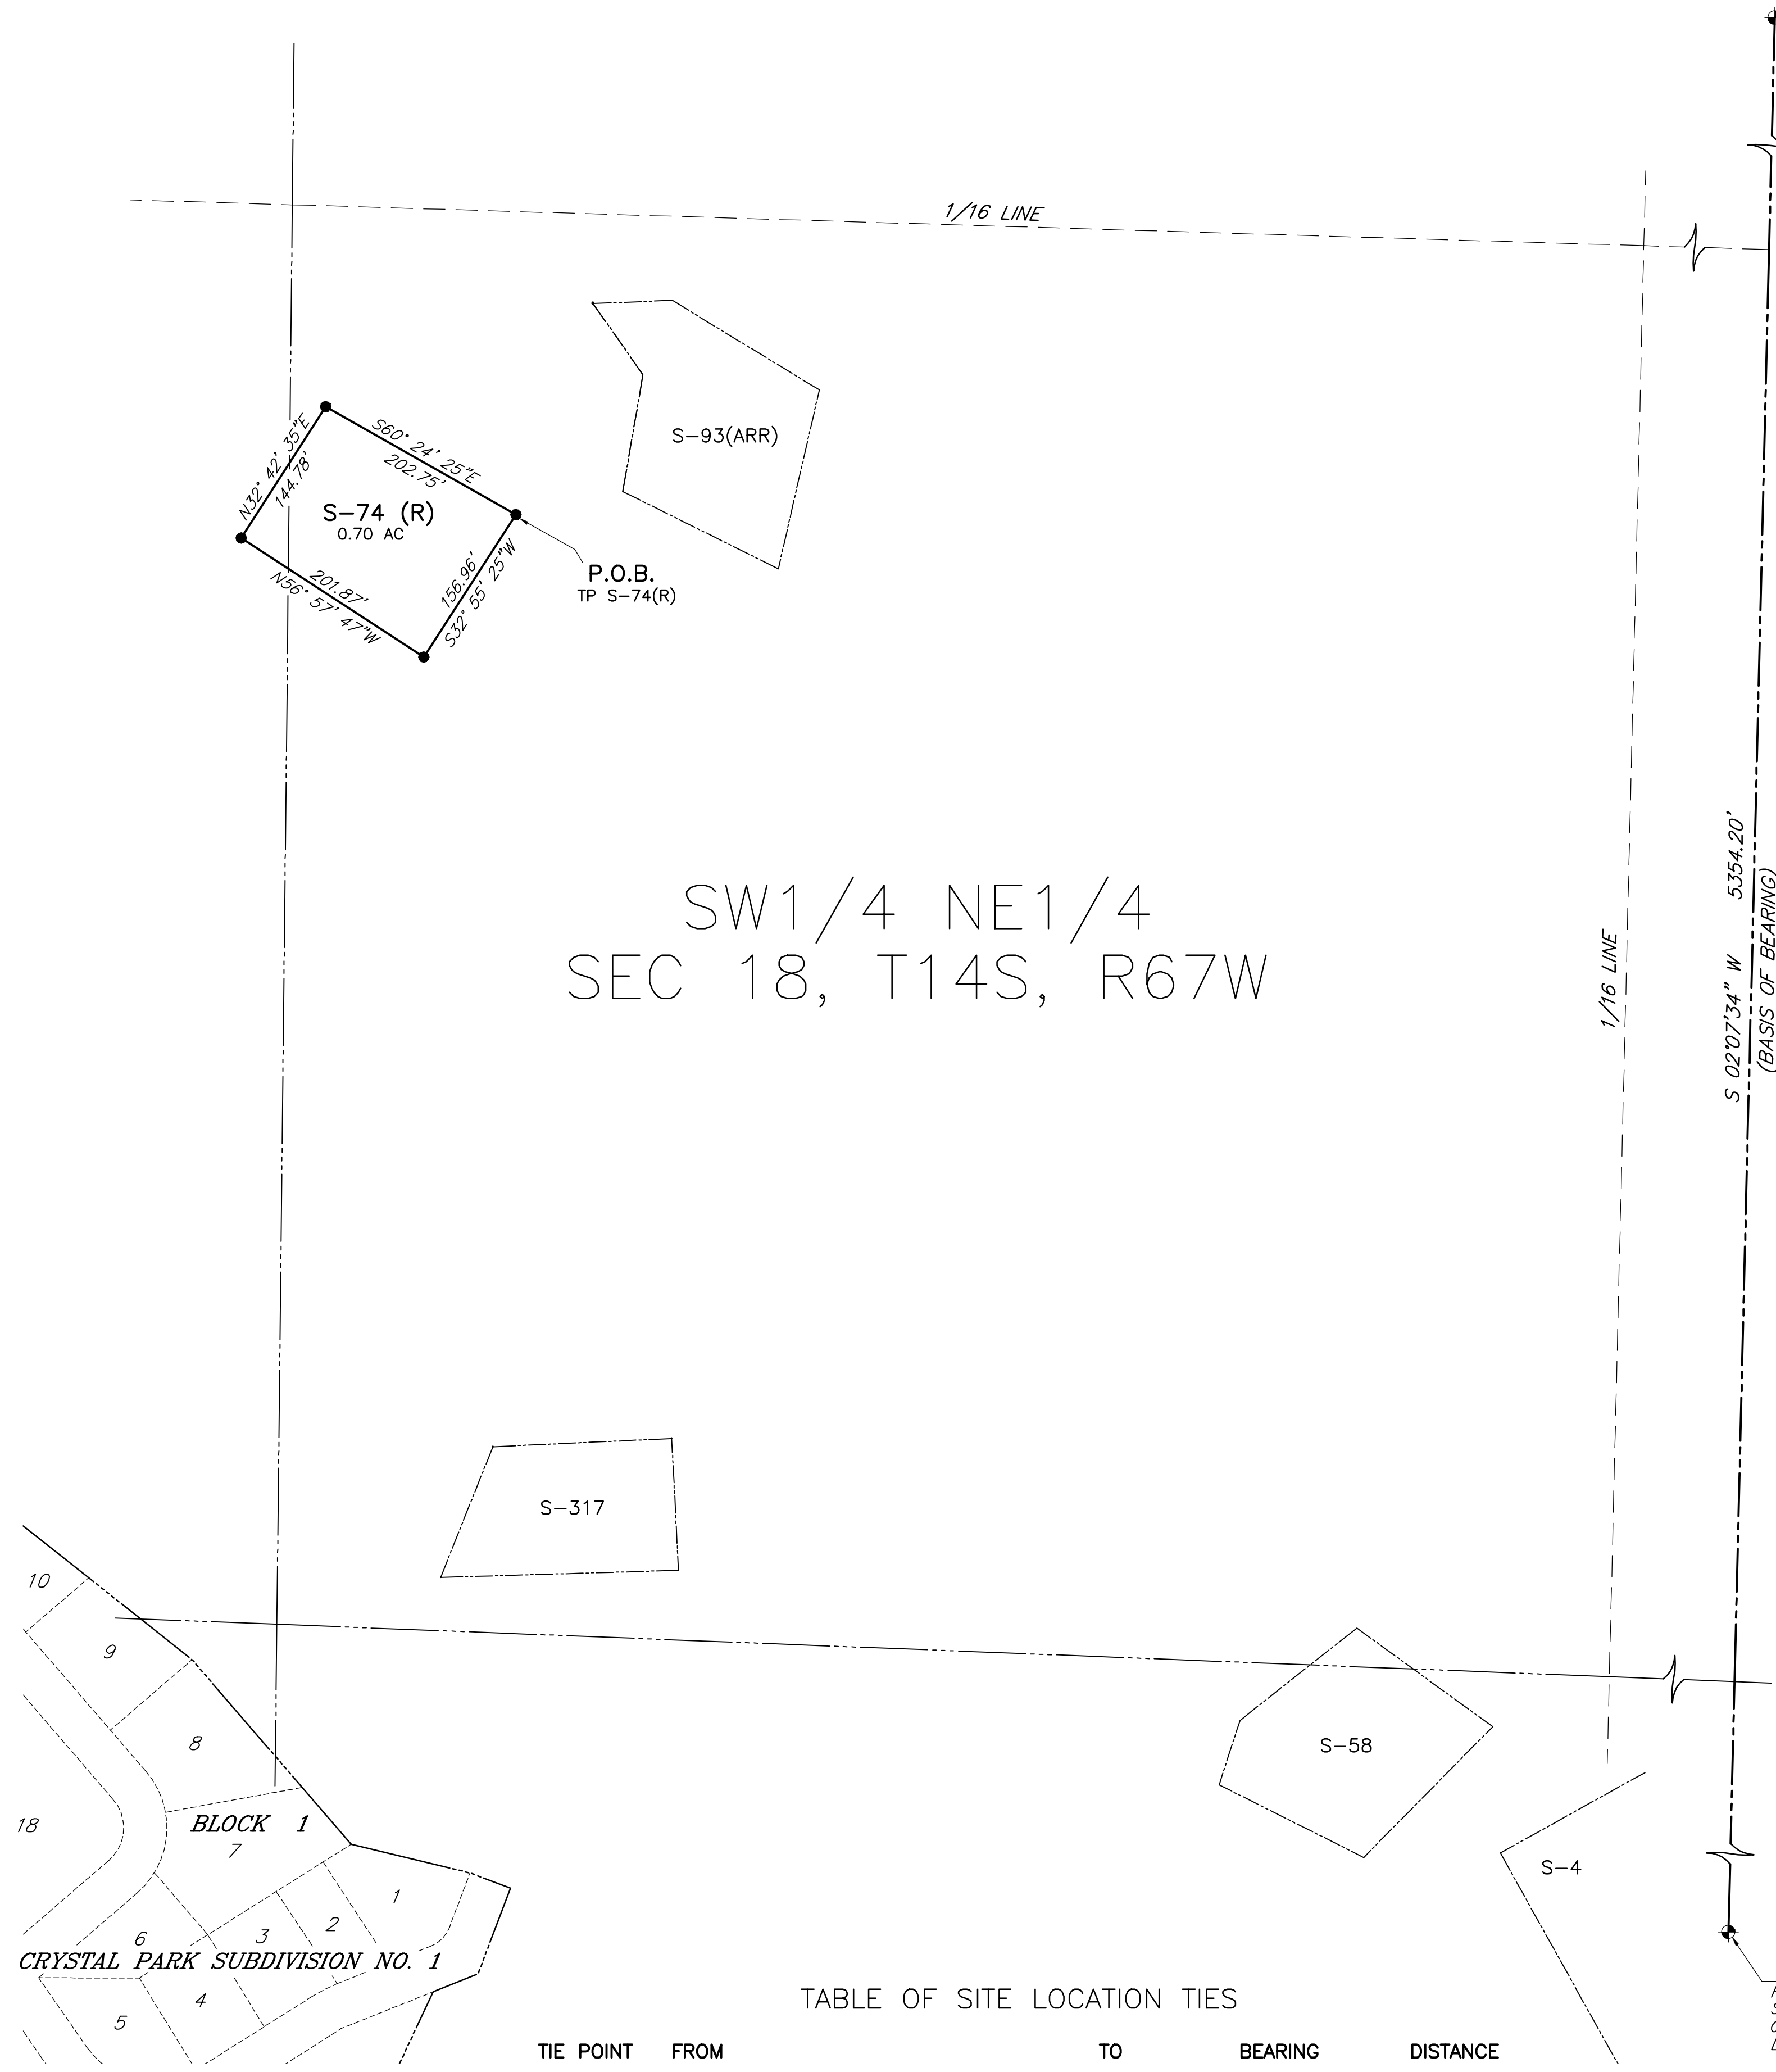 1/16 LINE
S-93(ARR)
S60° 24' 25"E
202.75'
N32° 42' 35"E
144.78'
S-74 (R)
0.70 AC
P.O.B.
TP S-74(R)
156.96'
S32° 55' 25"W
201.87'
N56° 57' 47"W
SW1/4 NE1/4
SEC 18, T14S, R67W
1/16 LINE
S 02°07'34" W 5354.20'
(BASIS OF BEARING)
S-317
10
9
8
S-58
18
BLOCK 1
7
S-4
1
2
3
6
CRYSTAL PARK SUBDIVISION NO. 1
4
5
TABLE OF SITE LOCATION TIES
TIE POINT FROM TO BEARING DISTANCE